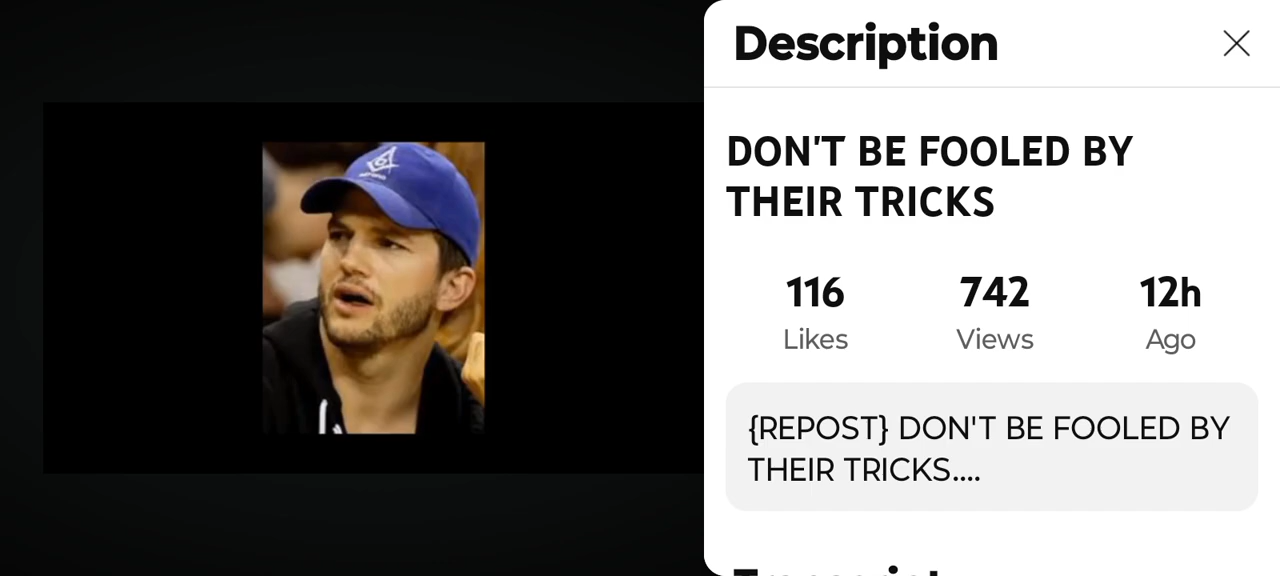 Description
DON'T BE FOOLED BY
THEIR TRICKS
116
Likes
742
Views
12h
Ago
{REPOST} DON'T BE FOOLED BY
THEIR TRICKS....